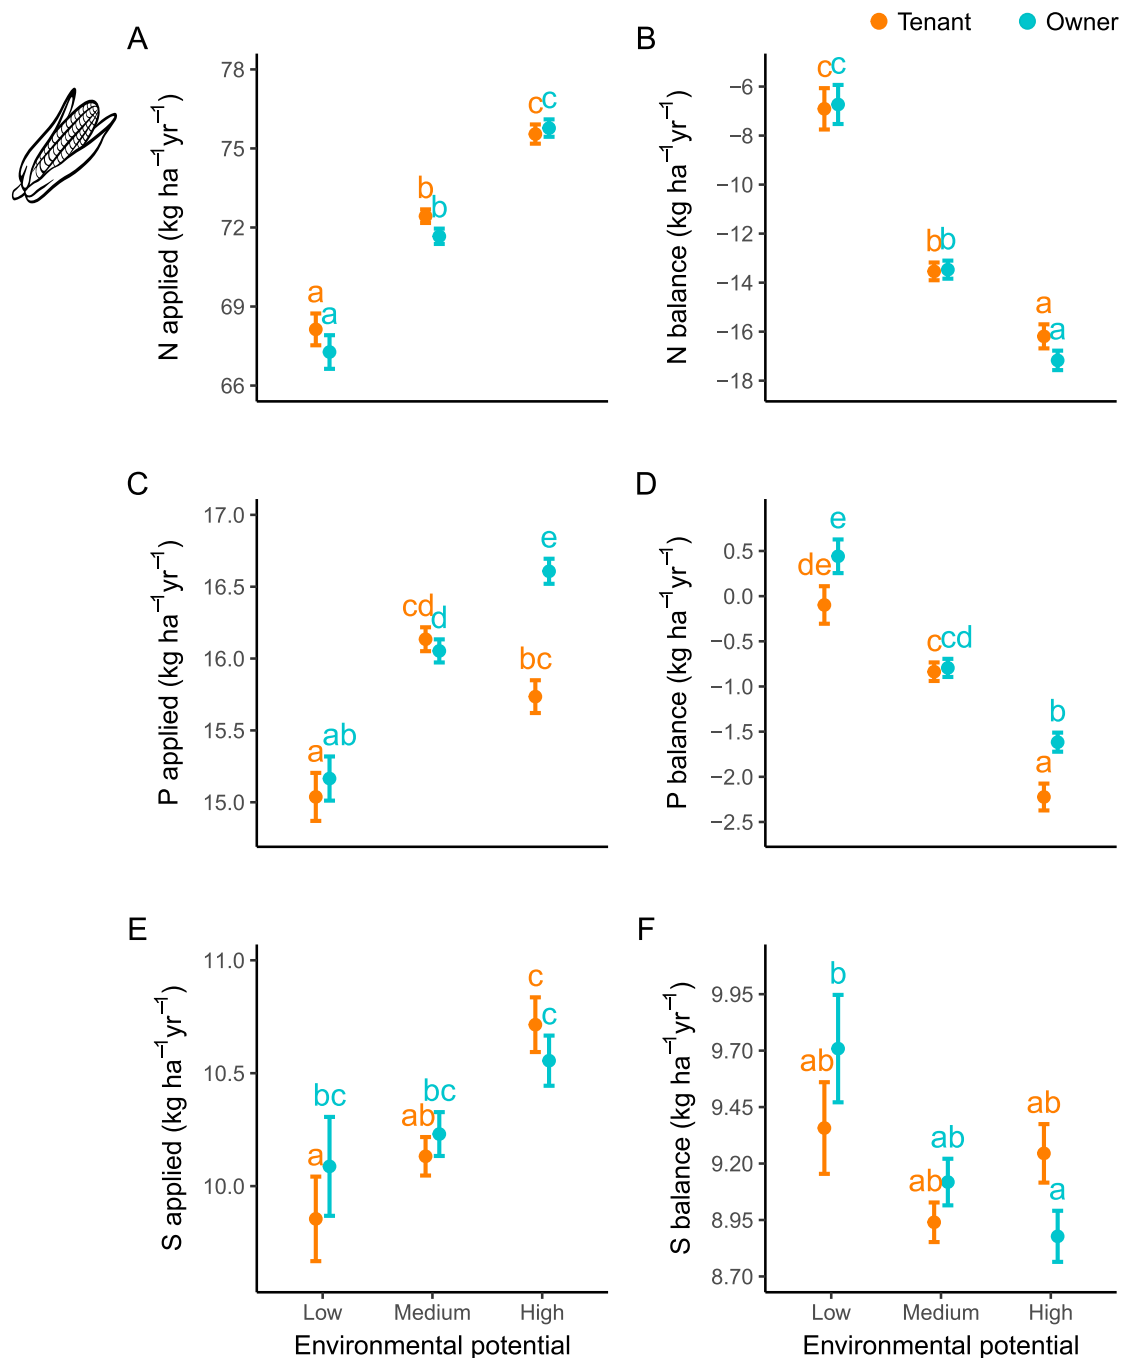 Tenant Owner
A
N applied (kg ha⁻¹yr⁻¹)
78
75
72
69
66
a
a
b
b
c
c
B
N balance (kg ha⁻¹yr⁻¹)
−6
−8
−10
−12
−14
−16
−18
c
c
b
b
a
a
C
P applied (kg ha⁻¹yr⁻¹)
17.0
16.5
16.0
15.5
15.0
a
ab
cd
d
bc
e
D
P balance (kg ha⁻¹yr⁻¹)
0.5
0.0
−0.5
−1.0
−1.5
−2.0
−2.5
de
e
c
cd
a
b
E
S applied (kg ha⁻¹yr⁻¹)
11.0
10.5
10.0
a
bc
ab
bc
c
c
Low Medium High
Environmental potential
F
S balance (kg ha⁻¹yr⁻¹)
9.95
9.70
9.45
9.20
8.95
8.70
ab
b
ab
ab
ab
a
Low Medium High
Environmental potential